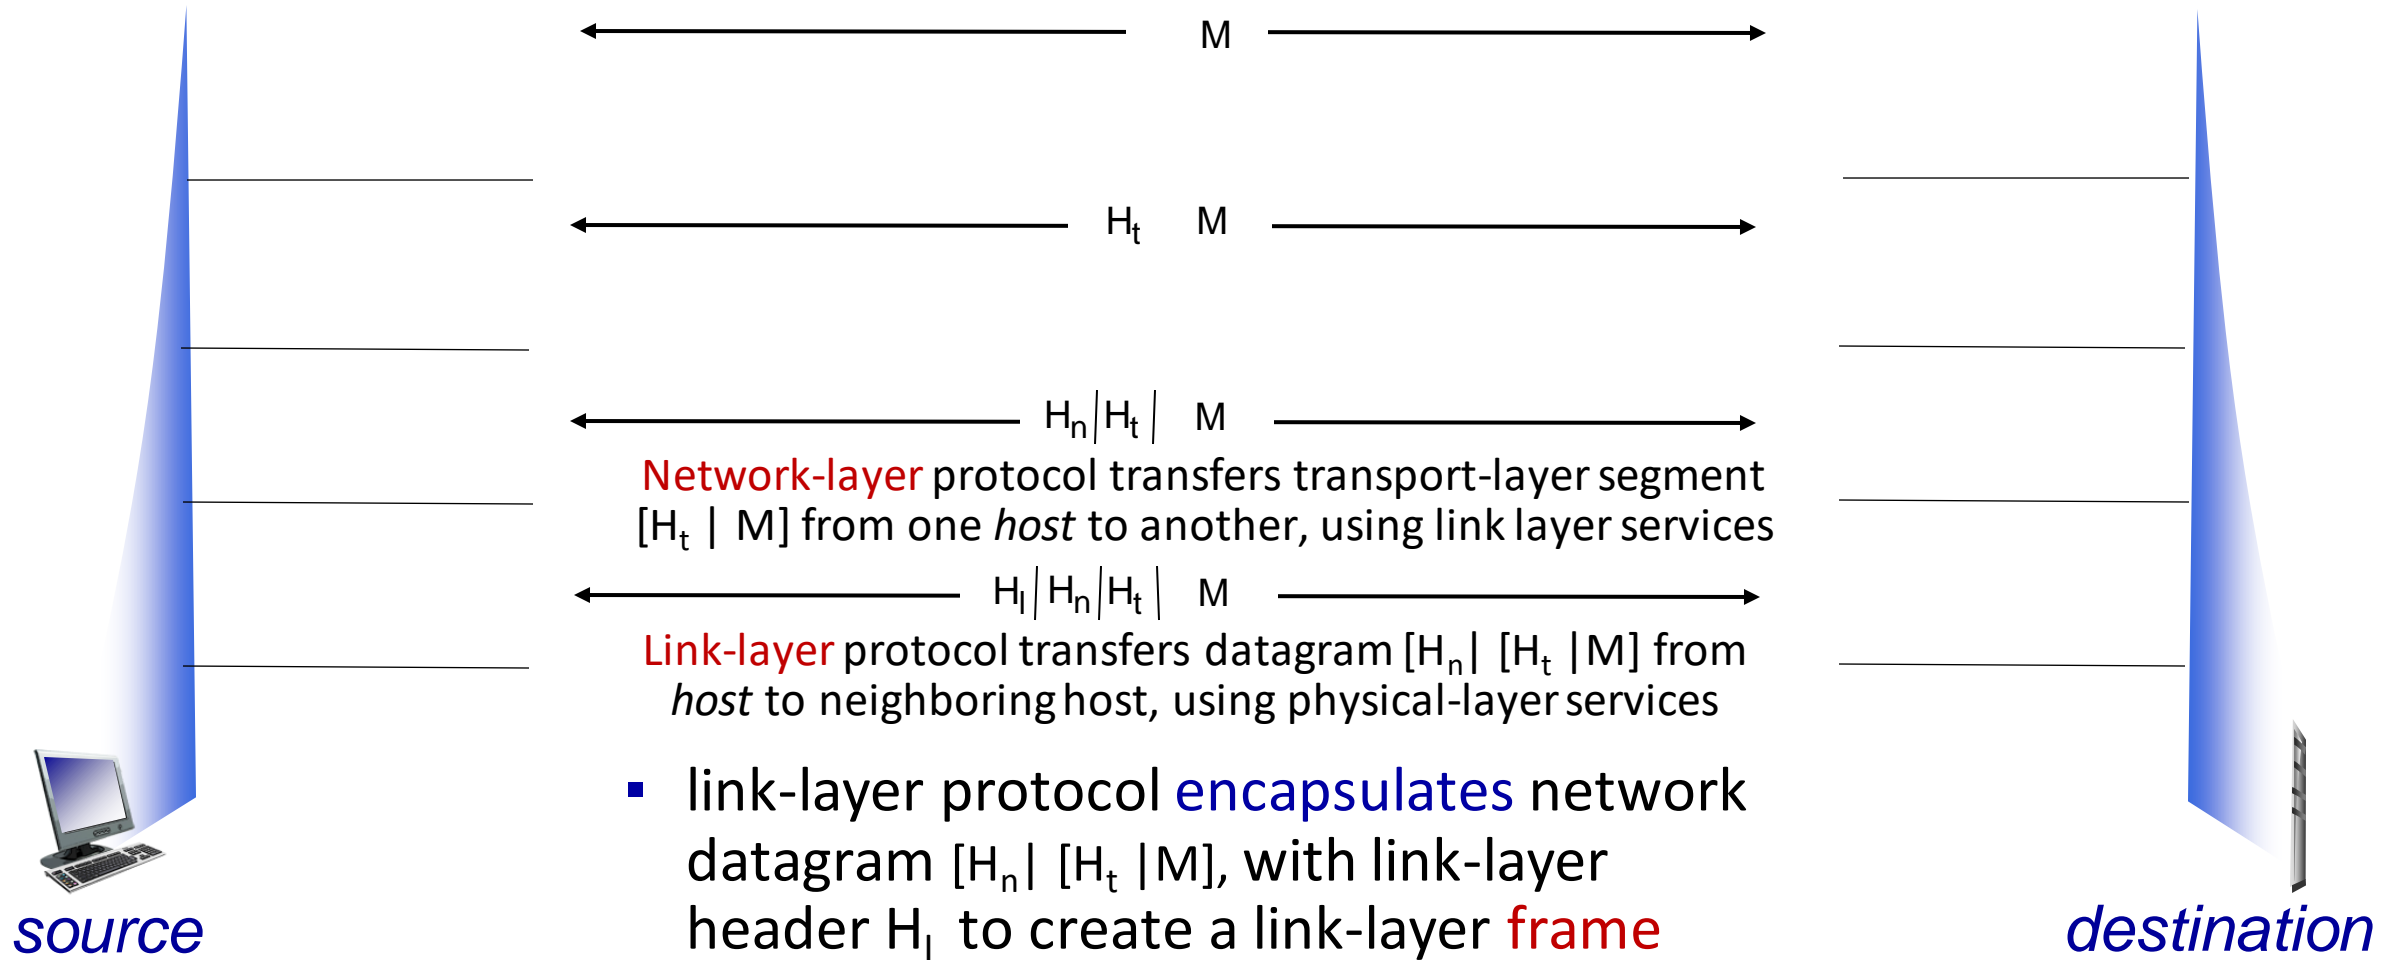 M
Hₜ M
Hₙ|Hₜ| M
Network-layer protocol transfers transport-layer segment
[Hₜ | M] from one host to another, using link layer services
Hₗ|Hₙ|Hₜ| M
Link-layer protocol transfers datagram [Hₙ| [Hₜ |M] from
host to neighboring host, using physical-layer services
▪ link-layer protocol encapsulates network
datagram [Hₙ| [Hₜ |M], with link-layer
header Hₗ to create a link-layer frame
source
destination